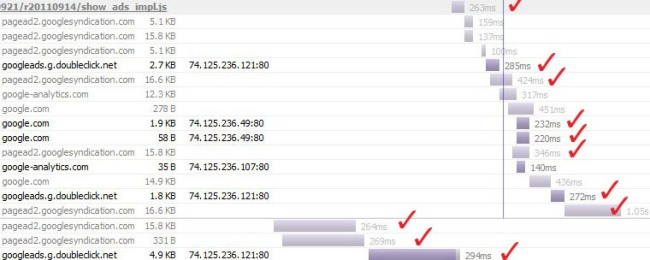 0921/r20110914/show_ads_impl.js 263ms
pagead2.googlesyndication.com 5.1 KB 159ms
pagead2.googlesyndication.com 15.8 KB 137ms
pagead2.googlesyndication.com 5.1 KB 100ms
googleads.g.doubleclick.net 2.7 KB 74.125.236.121:80 285ms
pagead2.googlesyndication.com 16.6 KB 424ms
google-analytics.com 12.3 KB 317ms
google.com 278 B 451ms
google.com 1.9 KB 74.125.236.49:80 232ms
google.com 58 B 74.125.236.49:80 220ms
pagead2.googlesyndication.com 15.8 KB 346ms
google-analytics.com 35 B 74.125.236.107:80 140ms
google.com 14.9 KB 436ms
googleads.g.doubleclick.net 1.8 KB 74.125.236.121:80 272ms
pagead2.googlesyndication.com 16.6 KB 1.05s
pagead2.googlesyndication.com 15.8 KB 264ms
pagead2.googlesyndication.com 331 B 269ms
googleads.g.doubleclick.net 4.9 KB 74.125.236.121:80 294ms